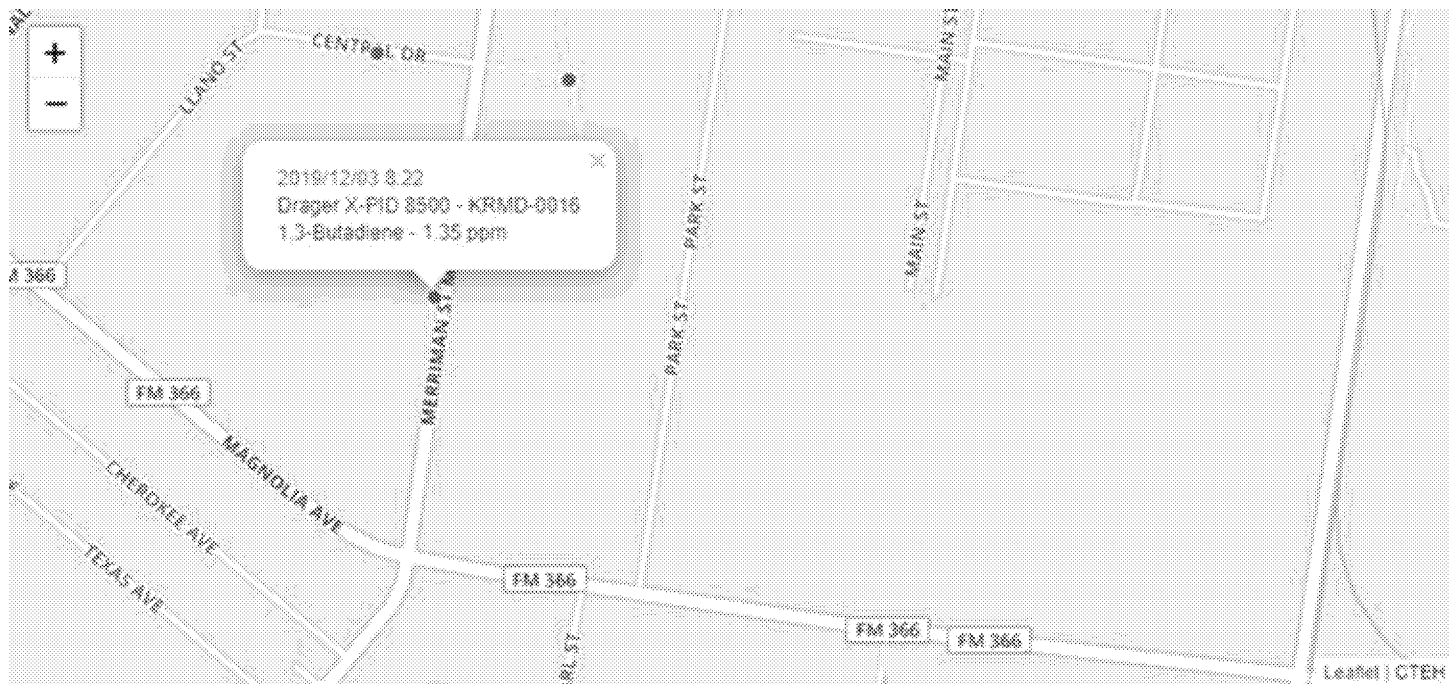 +
−
LLANO ST
CENTRAL DR
MAIN ST
2019/12/03 8:22
Drager X-PID 8500 - KRMD-0016
1,3-Butadiene - 1.35 ppm
×
PARK ST
MAIN ST
FM 366
MERRIMAN ST
PARK ST
FM 366
MAGNOLIA AVE
CHEROKEE AVE
TEXAS AVE
FM 366
FM 366
FM 366
Leaflet | CTEH